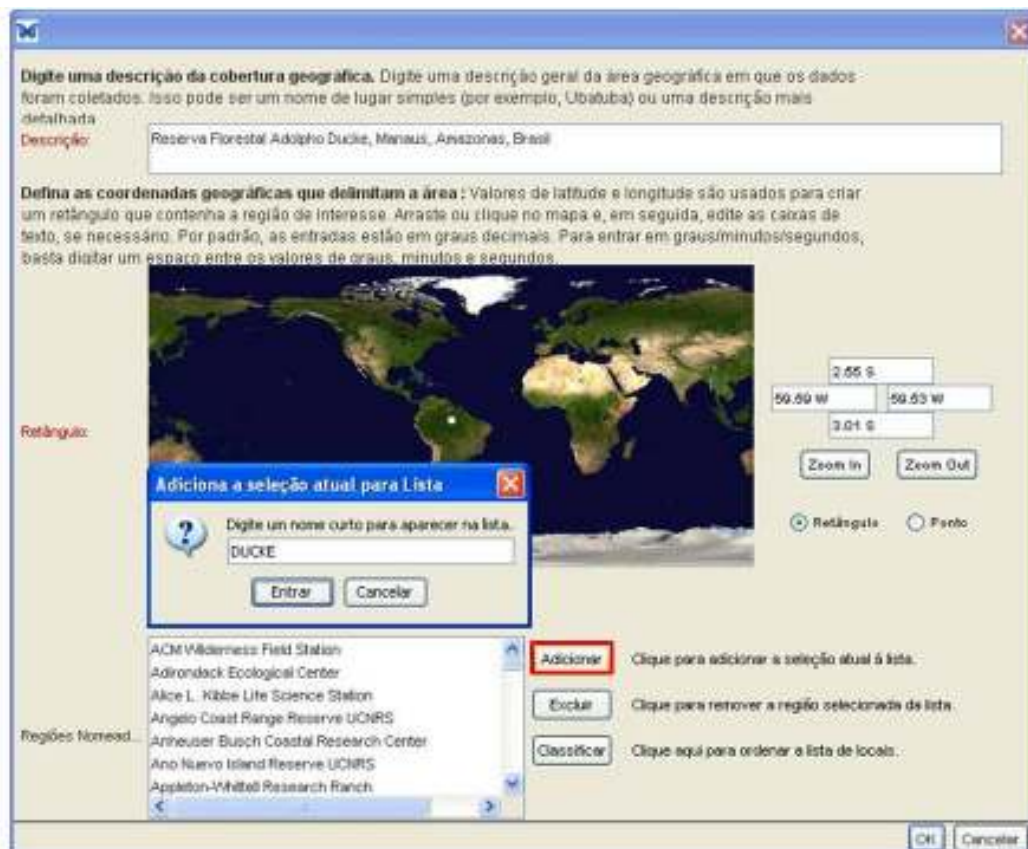 Digite uma descrição da cobertura geográfica. Digite uma descrição geral da área geográfica em que os dados
foram coletados. Isso pode ser um nome de lugar simples (por exemplo, Ubatuba) ou uma descrição mais
detalhada
Descrição:
Reserva Florestal Adolpho Ducke, Manaus, Amazonas, Brasil
Defina as coordenadas geográficas que delimitam a área : Valores de latitude e longitude são usados para criar
um retângulo que contenha a região de interesse. Arraste ou clique no mapa e, em seguida, edite as caixas de
texto, se necessário. Por padrão, as entradas estão em graus decimais. Para entrar em graus/minutos/segundos,
basta digitar um espaço entre os valores de graus, minutos e segundos.
2.55 S
59.59 W
59.53 W
3.01 S
Retângulo:
Zoom In
Zoom Out
Retângulo
Ponto
Adiciona a seleção atual para Lista
Digite um nome curto para aparecer na lista.
DUCKE
Entrar
Cancelar
ACM Wilderness Field Station
Adirondack Ecological Center
Alice L. Kibbe Life Science Station
Angelo Coast Range Reserve UCNRS
Anheuser Busch Coastal Research Center
Ano Nuevo Island Reserve UCNRS
Appleton-Whittell Research Ranch
Regiões Nomead...
Adicionar
Clique para adicionar a seleção atual á lista.
Excluir
Clique para remover a região selecionada da lista.
Classificar
Clique aqui para ordenar a lista de locais.
OK
Cancelar